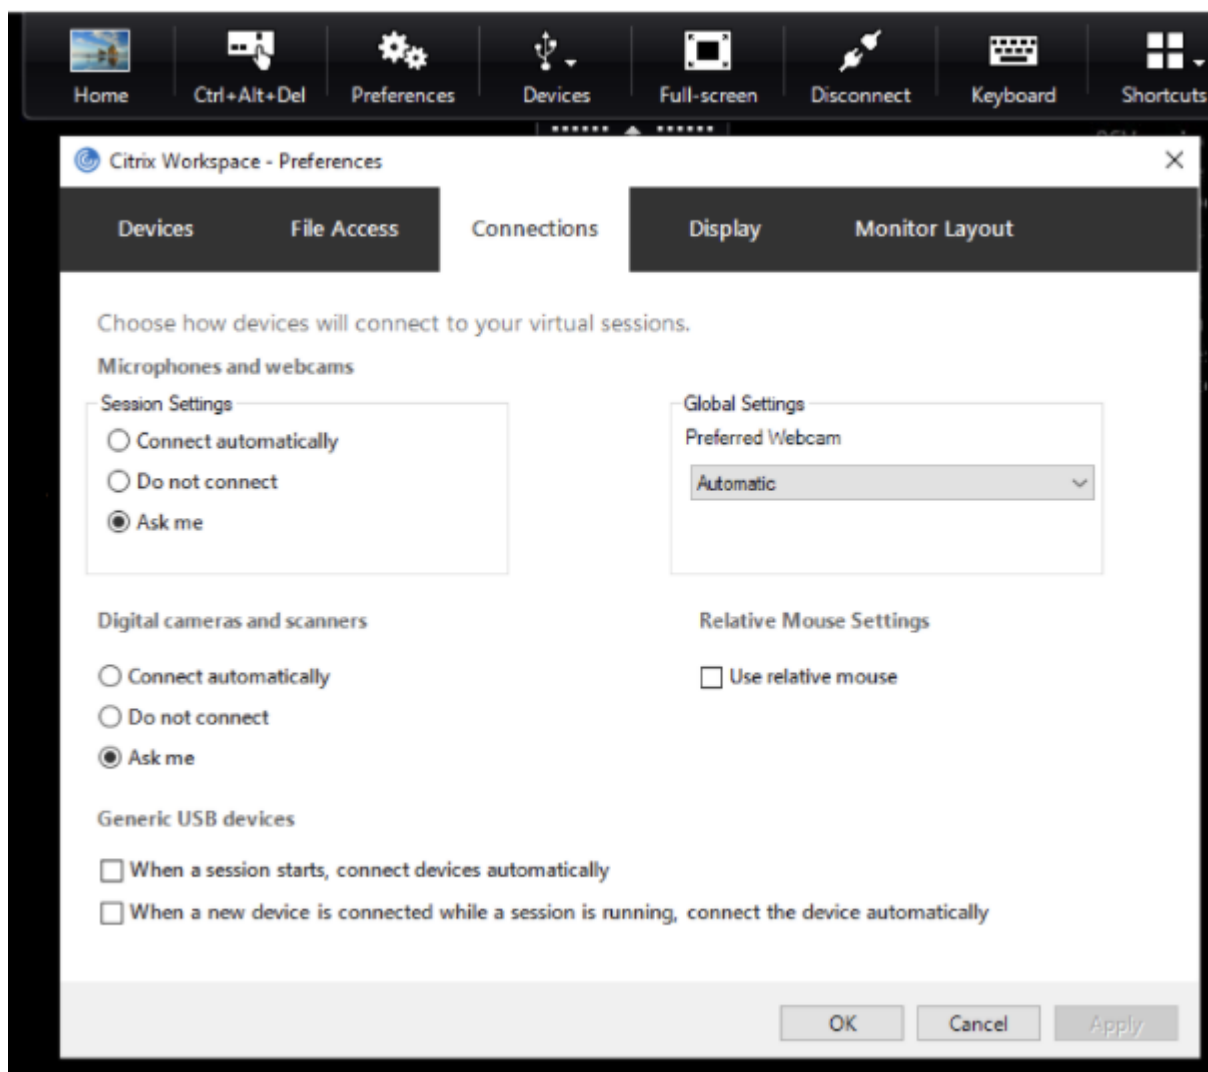 Home Ctrl+Alt+Del Preferences Devices Full-screen Disconnect Keyboard Shortcuts
Citrix Workspace - Preferences
Devices File Access Connections Display Monitor Layout
Choose how devices will connect to your virtual sessions.
Microphones and webcams
Session Settings
Connect automatically
Do not connect
Ask me
Global Settings
Preferred Webcam
Automatic
Digital cameras and scanners
Connect automatically
Do not connect
Ask me
Relative Mouse Settings
Use relative mouse
Generic USB devices
When a session starts, connect devices automatically
When a new device is connected while a session is running, connect the device automatically
OK Cancel Apply